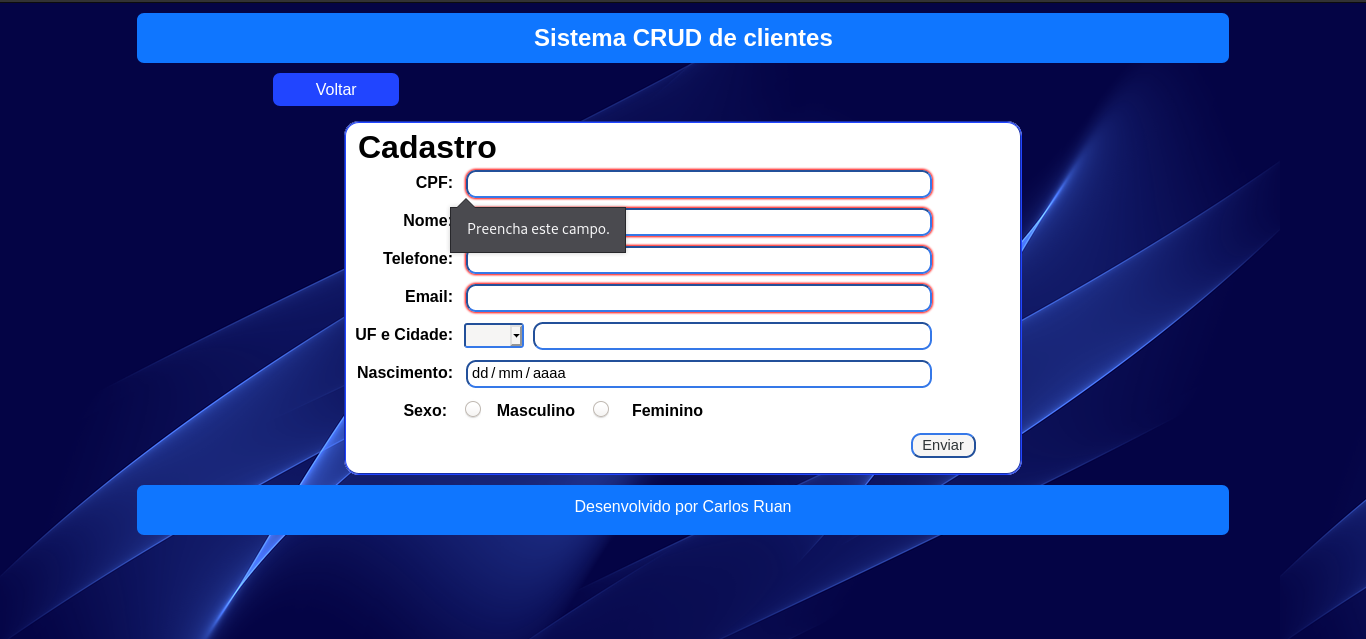 Sistema CRUD de clientes
Voltar
Cadastro
CPF:
Nome:
Preencha este campo.
Telefone:
Email:
UF e Cidade:
Nascimento: dd / mm / aaaa
Sexo: Masculino Feminino
Enviar
Desenvolvido por Carlos Ruan